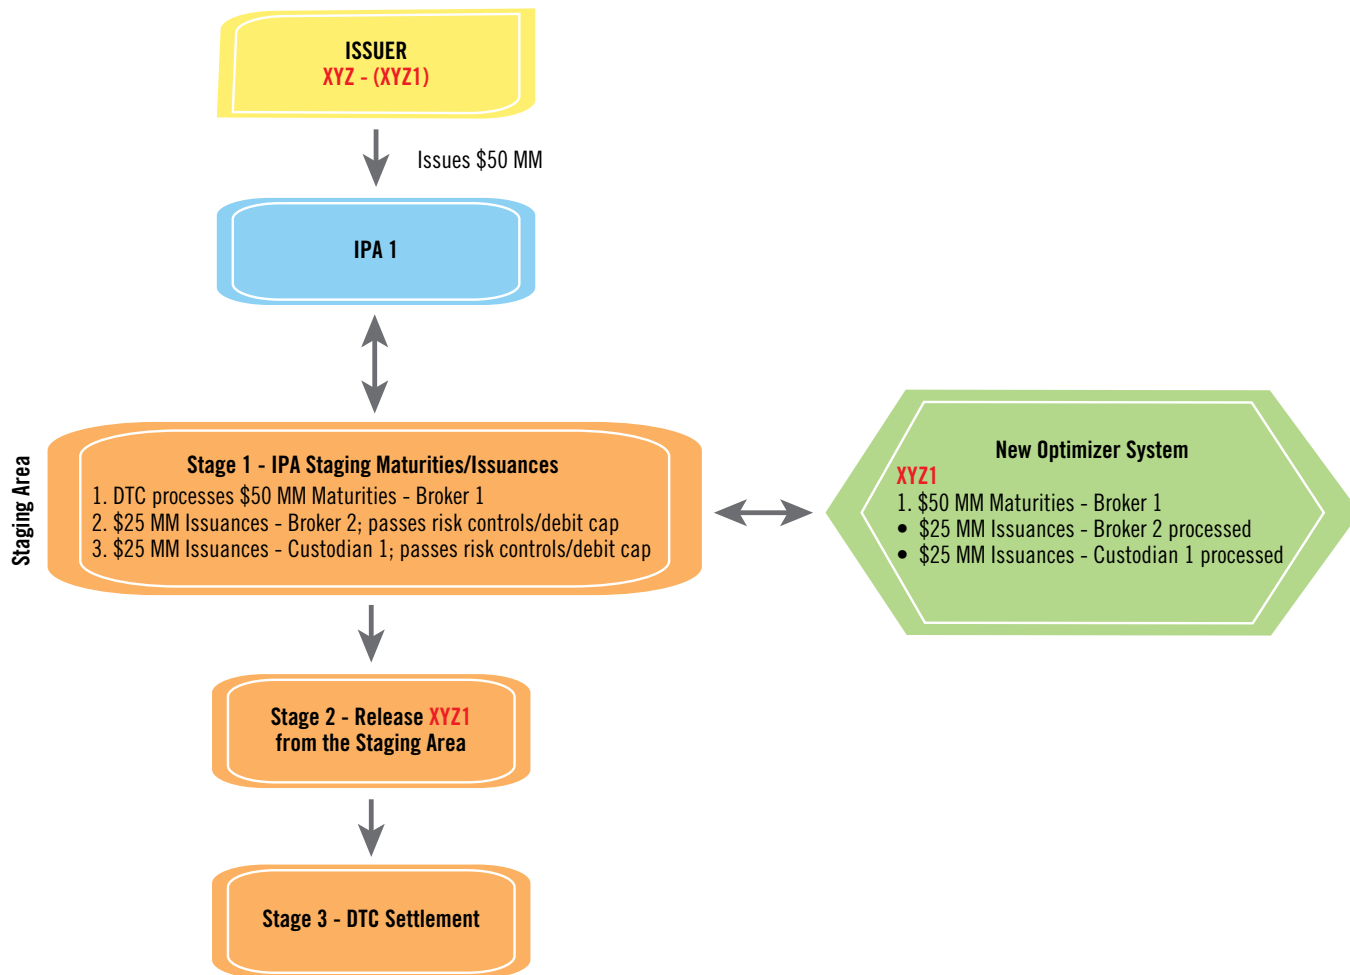 ISSUER
XYZ - (XYZ1)
Issues $50 MM
IPA 1
Staging Area
Stage 1 - IPA Staging Maturities/Issuances
1. DTC processes $50 MM Maturities - Broker 1
2. $25 MM Issuances - Broker 2; passes risk controls/debit cap
3. $25 MM Issuances - Custodian 1; passes risk controls/debit cap
New Optimizer System
XYZ1
1. $50 MM Maturities - Broker 1
• $25 MM Issuances - Broker 2 processed
• $25 MM Issuances - Custodian 1 processed
Stage 2 - Release XYZ1
from the Staging Area
Stage 3 - DTC Settlement